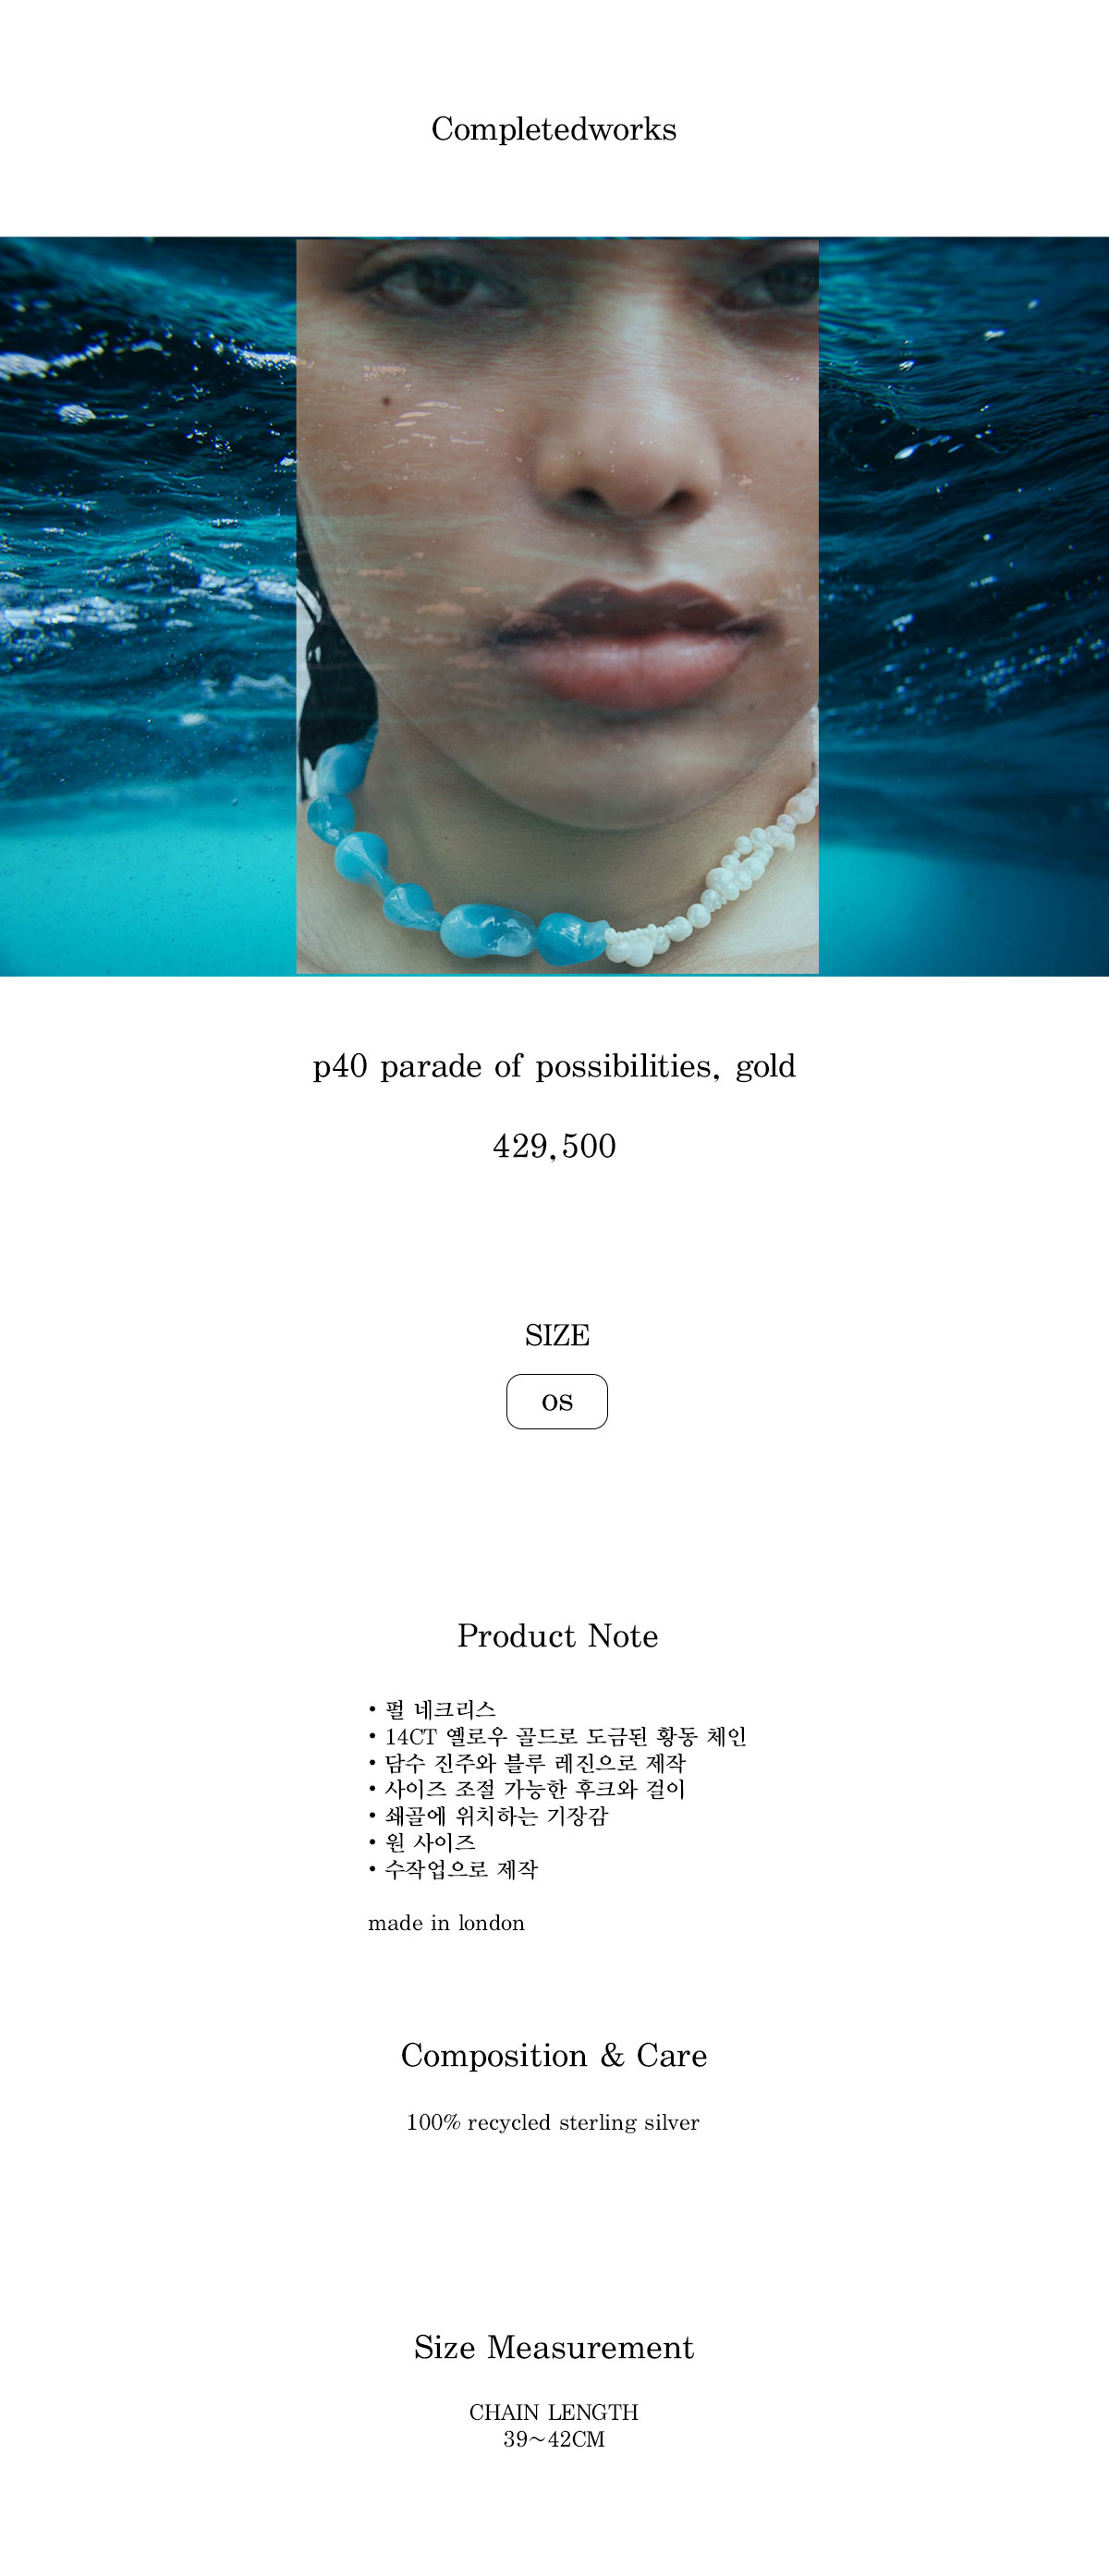 Completedworks
p40 parade of possibilities, gold
429,500
SIZE
os
Product Note
• 펄 네크리스
• 14CT 옐로우 골드로 도금된 황동 체인
• 담수 진주와 블루 레진으로 제작
• 사이즈 조절 가능한 후크와 걸이
• 쇄골에 위치하는 기장감
• 원 사이즈
• 수작업으로 제작
made in london
Composition & Care
100% recycled sterling silver
Size Measurement
CHAIN LENGTH
39~42CM